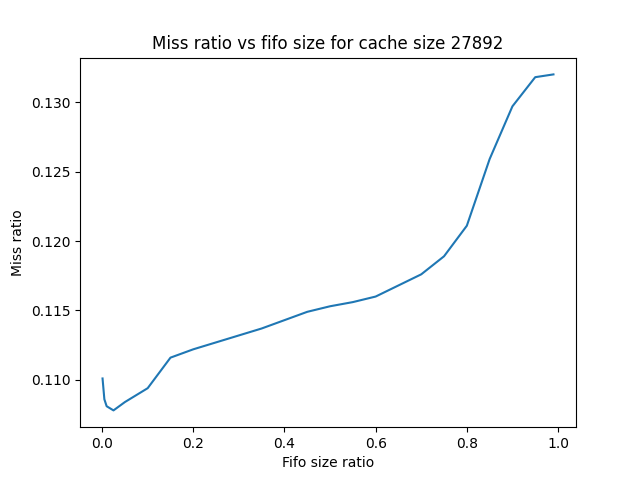 Miss ratio vs fifo size for cache size 27892
0.130
0.125
0.120
0.115
0.110
Miss ratio
0.0 0.2 0.4 0.6 0.8 1.0
Fifo size ratio